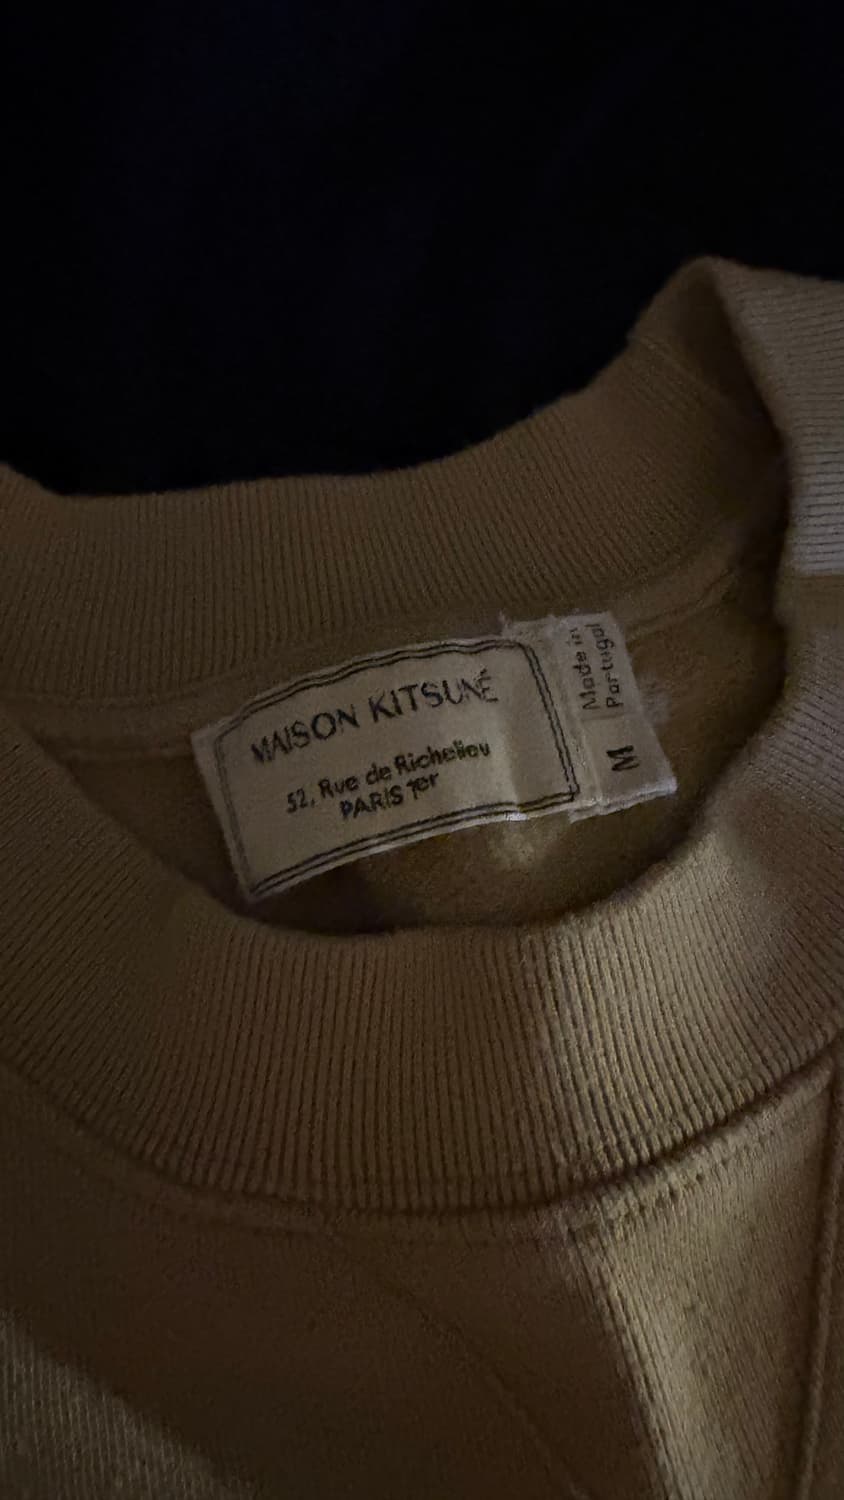 MAISON KITSUNÉ
52, Rue de Richelieu
PARIS 1er
Made in
Portugal
M